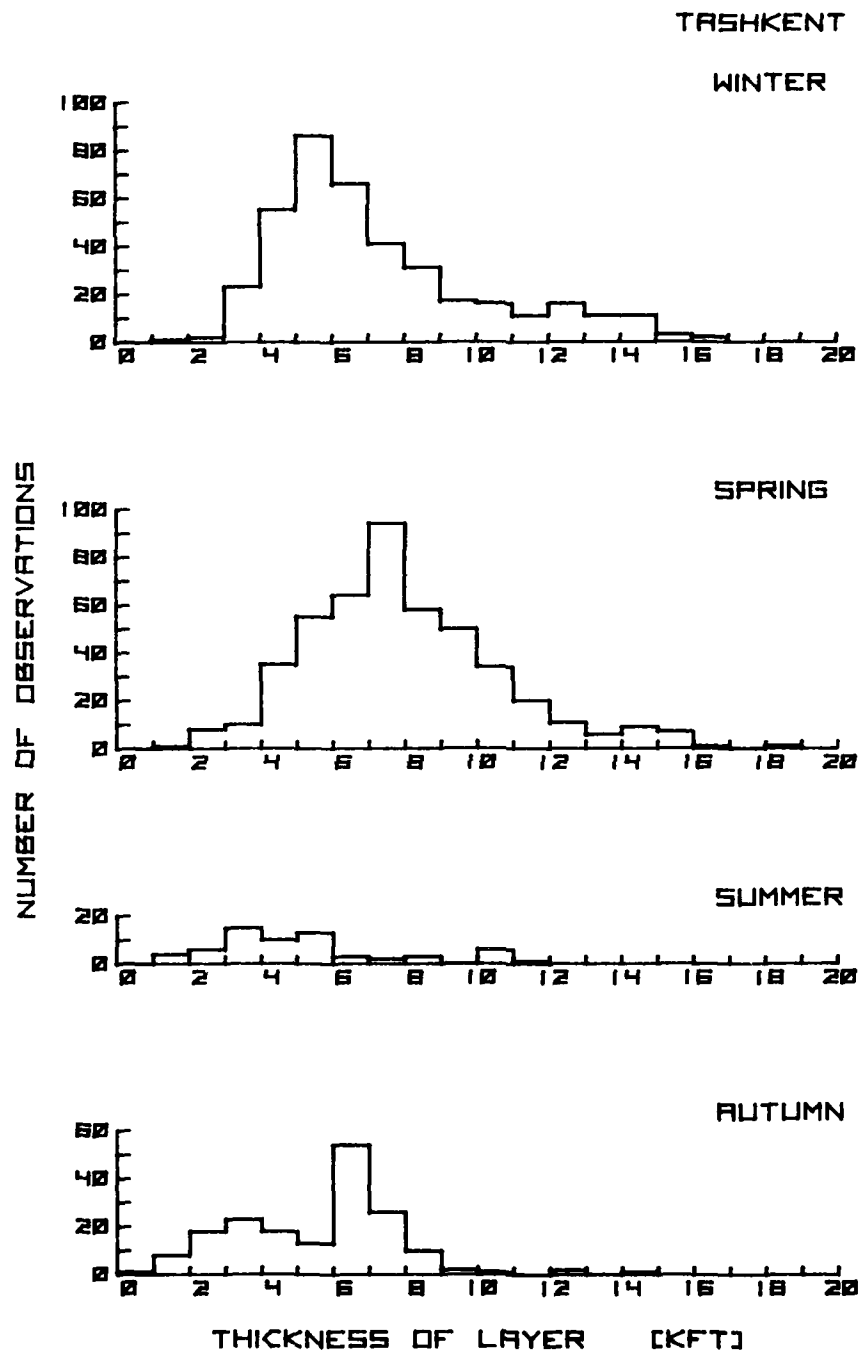 TASHKENT
WINTER
100
80
60
40
20
0
0 2 4 6 8 10 12 14 16 18 20
SPRING
100
80
60
40
20
0
0 2 4 6 8 10 12 14 16 18 20
NUMBER OF OBSERVATIONS
SUMMER
20
0
0 2 4 6 8 10 12 14 16 18 20
AUTUMN
60
40
20
0
0 2 4 6 8 10 12 14 16 18 20
THICKNESS OF LAYER [KFT]